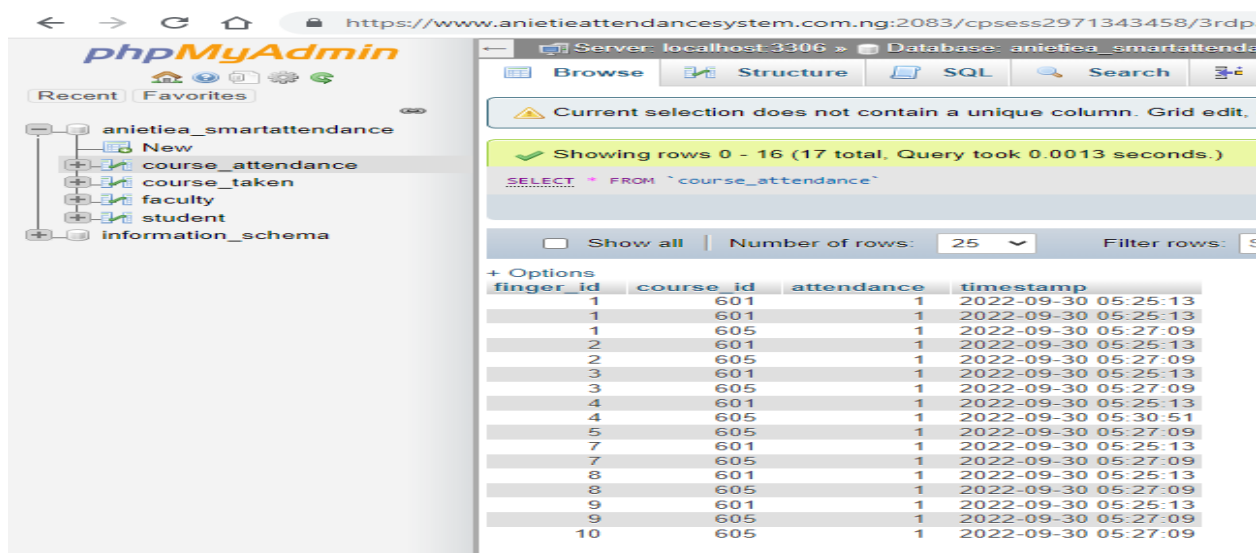 https://www.anietieattendancesystem.com.ng:2083/cpsess2971343458/3rdp
phpMyAdmin
Recent Favorites
anietiea_smartattendance
New
course_attendance
course_taken
faculty
student
information_schema
Server: localhost:3306 » Database: anietiea_smartattenda
Browse Structure SQL Search
Current selection does not contain a unique column. Grid edit,
Showing rows 0 - 16 (17 total, Query took 0.0013 seconds.)
SELECT * FROM `course_attendance`
Show all | Number of rows: 25 Filter rows: S
+ Options
finger_id course_id attendance timestamp
1 601 1 2022-09-30 05:25:13
1 601 1 2022-09-30 05:25:13
1 605 1 2022-09-30 05:27:09
2 601 1 2022-09-30 05:25:13
2 605 1 2022-09-30 05:27:09
3 601 1 2022-09-30 05:25:13
3 605 1 2022-09-30 05:27:09
4 601 1 2022-09-30 05:25:13
4 605 1 2022-09-30 05:30:51
5 605 1 2022-09-30 05:27:09
7 601 1 2022-09-30 05:25:13
7 605 1 2022-09-30 05:27:09
8 601 1 2022-09-30 05:25:13
8 605 1 2022-09-30 05:27:09
9 601 1 2022-09-30 05:25:13
9 605 1 2022-09-30 05:27:09
10 605 1 2022-09-30 05:27:09